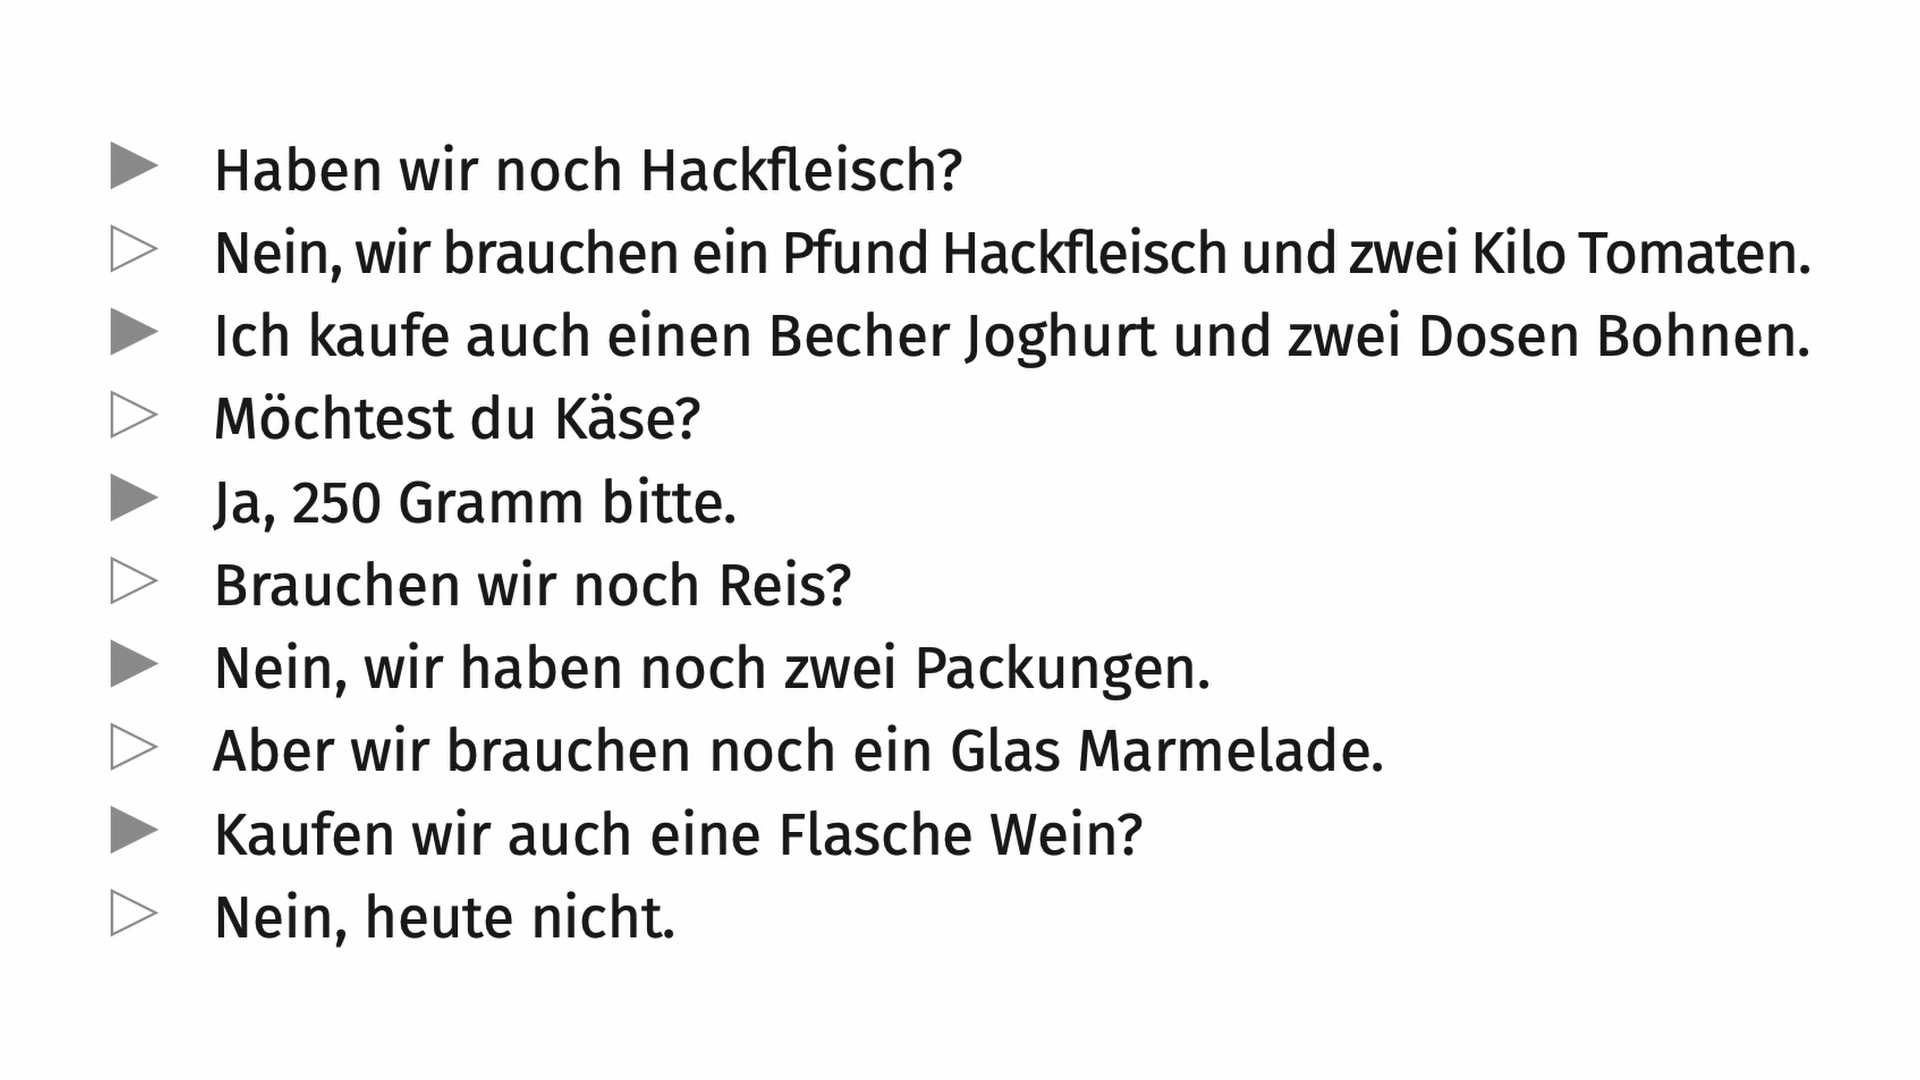 Haben wir noch Hackfleisch?
Nein, wir brauchen ein Pfund Hackfleisch und zwei Kilo Tomaten.
Ich kaufe auch einen Becher Joghurt und zwei Dosen Bohnen.
Möchtest du Käse?
Ja, 250 Gramm bitte.
Brauchen wir noch Reis?
Nein, wir haben noch zwei Packungen.
Aber wir brauchen noch ein Glas Marmelade.
Kaufen wir auch eine Flasche Wein?
Nein, heute nicht.